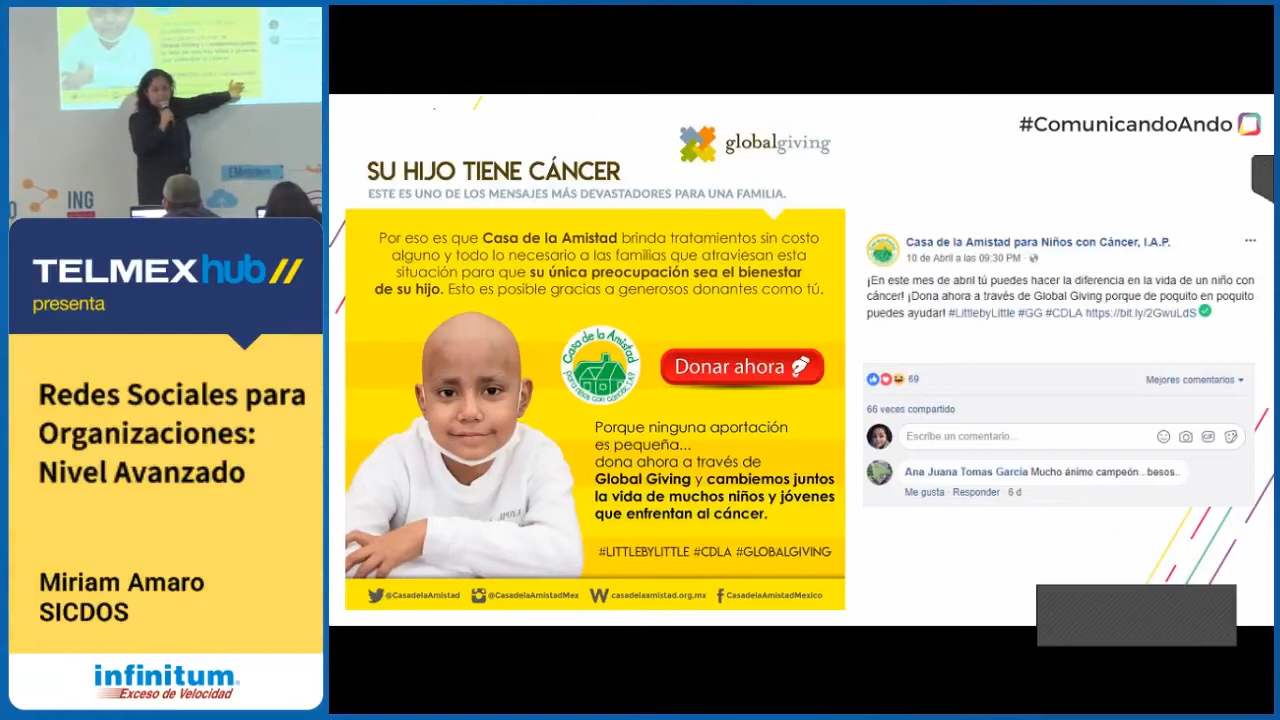 ING
TELMEXhub//
presenta
Redes Sociales para
Organizaciones:
Nivel Avanzado
Miriam Amaro
SICDOS
infinitum
Exceso de Velocidad
#ComunicandoAndo
globalgiving
SU HIJO TIENE CÁNCER
ESTE ES UNO DE LOS MENSAJES MÁS DEVASTADORES PARA UNA FAMILIA.
Por eso es que Casa de la Amistad brinda tratamientos sin costo
alguno y todo lo necesario a las familias que atraviesan esta
situación para que su única preocupación sea el bienestar
de su hijo. Esto es posible gracias a generosos donantes como tú.
Casa de la Amistad
para niños con cáncer, I.A.P.
Donar ahora
Porque ninguna aportación
es pequeña...
dona ahora a través de
Global Giving y cambiemos juntos
la vida de muchos niños y jóvenes
que enfrentan al cáncer.
#LITTLEBYLITTLE #CDLA #GLOBALGIVING
@CasadelaAmistad @CasadelaAmistadMex casadelaamistad.org.mx CasadelaAmistadMexico
Casa de la Amistad para Niños con Cáncer, I.A.P.
10 de Abril a las 09:30 PM ·
¡En este mes de abril tú puedes hacer la diferencia en la vida de un niño con
cáncer! ¡Dona ahora a través de Global Giving porque de poquito en poquito
puedes ayudar! #LittlebyLittle #GG #CDLA https://bit.ly/2GwuLdS
69 Mejores comentarios
66 veces compartido
Escribe un comentario...
Ana Juana Tomas Garcia Mucho ánimo campeón...besos..
Me gusta · Responder 6 d